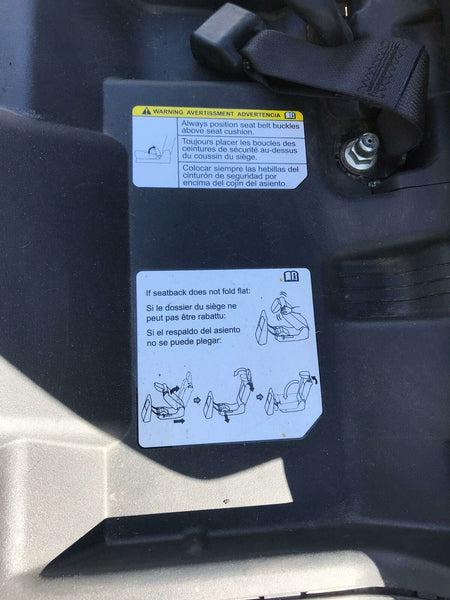 WARNING AVERTISSMENT ADVERTENCIA
Always position seat belt buckles
above seat cushion.
Toujours placer les boucles des
ceintures de sécurité au-dessus
du coussin du siège.
Colocar siempre las hebillas del
cinturón de seguridad por
encima del cojín del asiento.
If seatback does not fold flat:
Si le dossier du siège ne
peut pas être rabattu:
Si el respaldo del asiento
no se puede plegar: